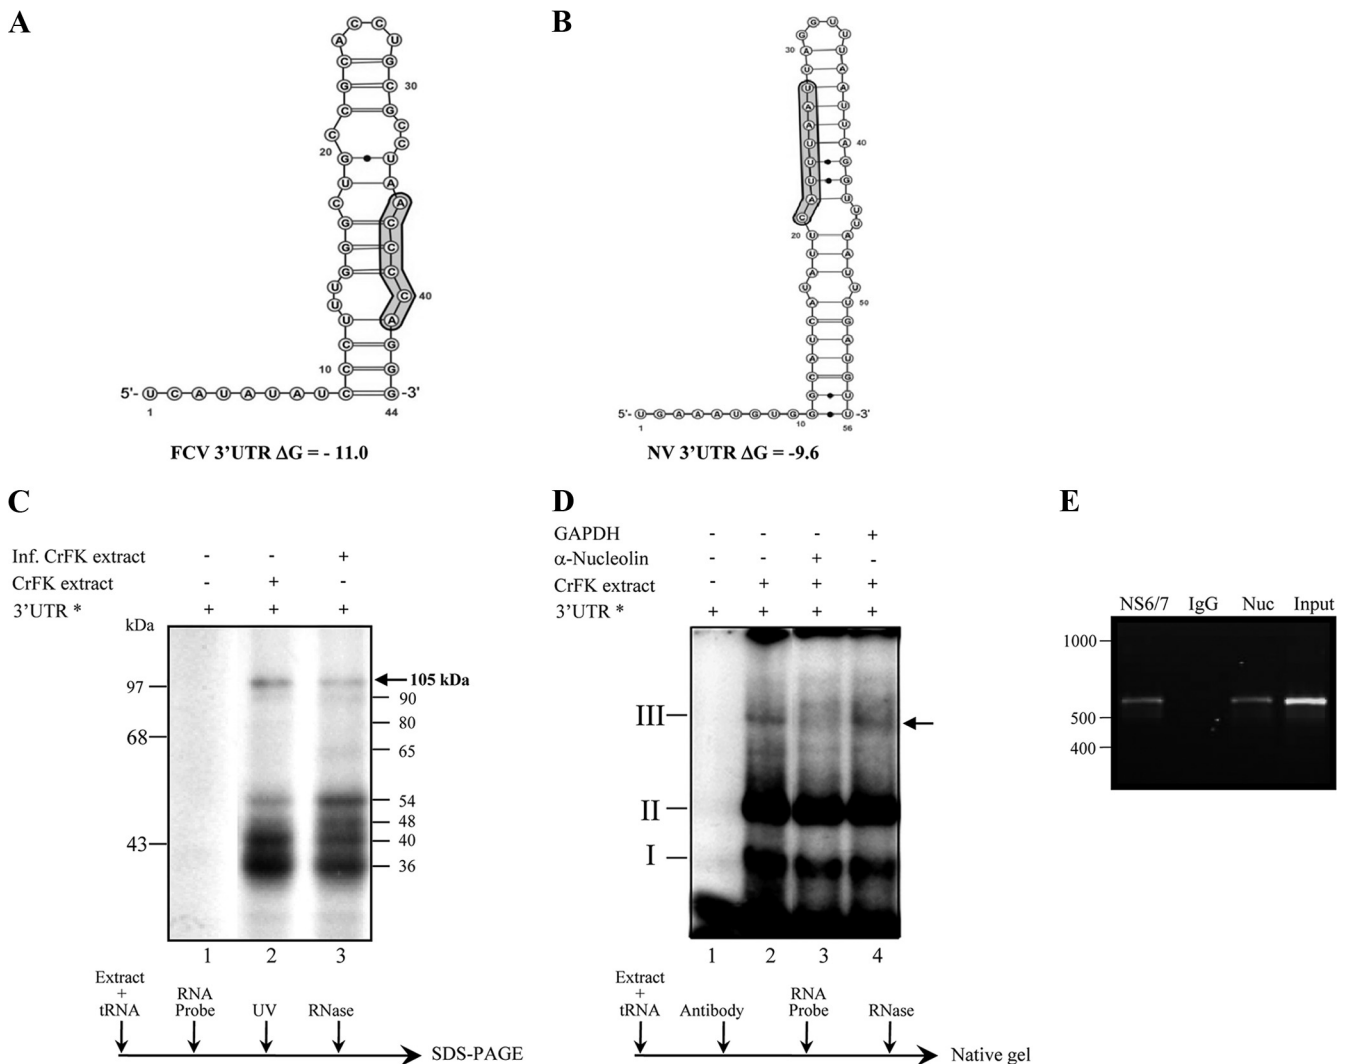 A
B
20
30
40
10
5'-
U C A U A U A U C
-3'
1
44
FCV 3'UTR ΔG = - 11.0
30
40
20
50
5'-
U G A A A U G U G G
-3'
1
10
56
NV 3'UTR ΔG = -9.6
C
Inf. CrFK extract - - +
CrFK extract - + -
3'UTR * + + +
kDa
97
68
43
105 kDa
90
80
65
54
48
40
36
1 2 3
Extract + tRNA
RNA Probe
UV
RNase
SDS-PAGE
D
GAPDH - - - +
α-Nucleolin - - + -
CrFK extract - + + +
3'UTR * + + + +
III
II
I
1 2 3 4
Extract + tRNA
Antibody
RNA Probe
RNase
Native gel
E
NS6/7 IgG Nuc Input
1000
500
400